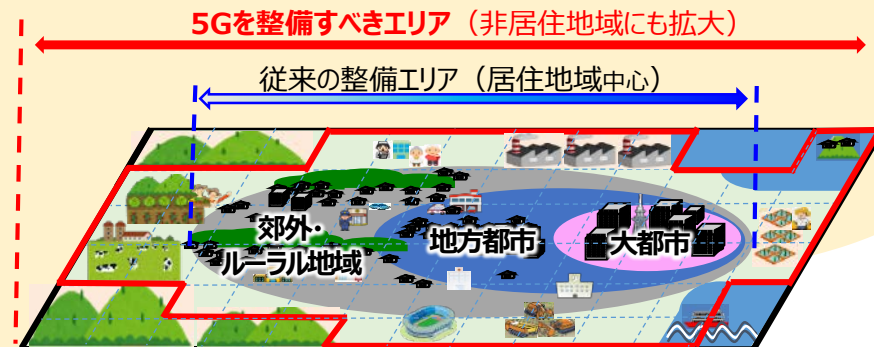 5Gを整備すべきエリア（非居住地域にも拡大）
従来の整備エリア（居住地域中心）
郊外・
ルーラル地域
地方都市
大都市